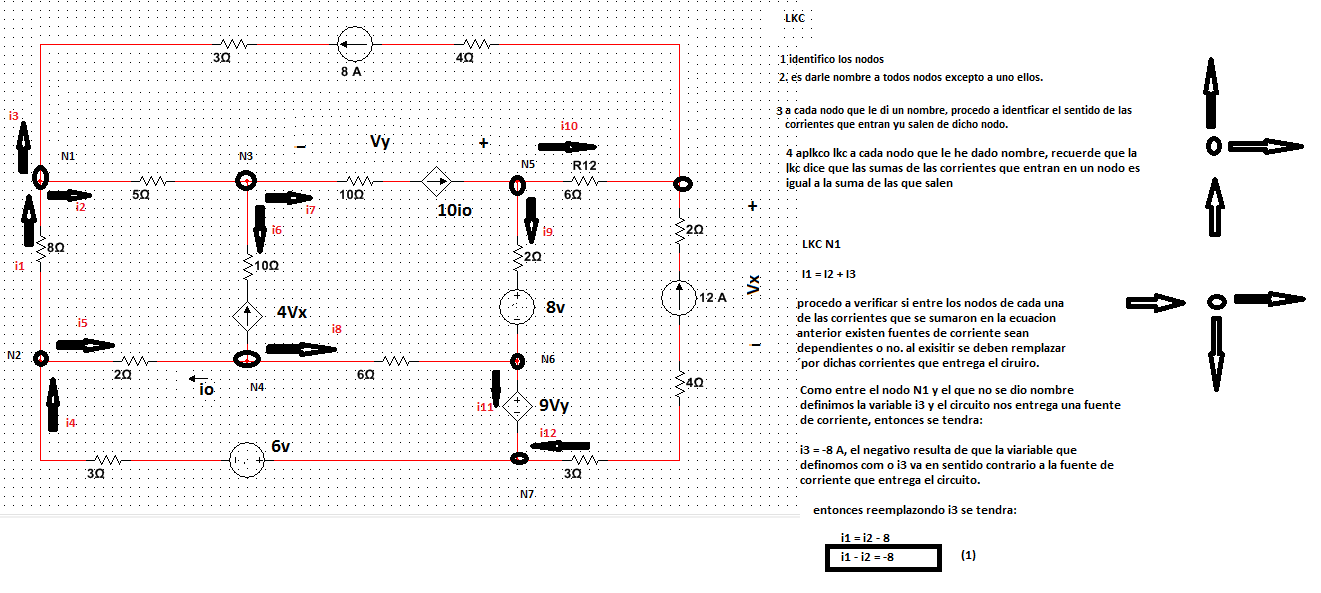 3Ω
8 A
4Ω
i3
N1
i2
5Ω
N3
−
Vy
+
10Ω
10io
i7
i6
N5
i10
R12
6Ω
i1
8Ω
10Ω
i9
2Ω
2Ω
+
4Vx
8v
12 A
Vx
−
N2
i5
2Ω
io
N4
i8
6Ω
N6
4Ω
i4
i11
9Vy
3Ω
6v
i12
3Ω
N7
LKC
1 identifico los nodos
2. es darle nombre a todos nodos excepto a uno ellos.
3 a cada nodo que le di un nombre, procedo a identficar el sentido de las
corrientes que entran yu salen de dicho nodo.
4 aplkco lkc a cada nodo que le he dado nombre, recuerde que la
lkc dice que las sumas de las corrientes que entran en un nodo es
igual a la suma de las que salen
LKC N1
I1 = I2 + I3
procedo a verificar si entre los nodos de cada una
de las corrientes que se sumaron en la ecuacion
anterior existen fuentes de corriente sean
dependientes o no. al exisitir se deben remplazar
´por dichas corrientes que entrega el ciruiro.
Como entre el nodo N1 y el que no se dio nombre
definimos la variable i3 y el circuito nos entrega una fuente
de corriente, entonces se tendra:
i3 = -8 A, el negativo resulta de que la viariable que
definomos com o i3 va en sentido contrario a la fuente de
corriente que entrega el circuito.
entonces reemplazondo i3 se tendra:
i1 = i2 - 8
i1 - i2 = -8 (1)